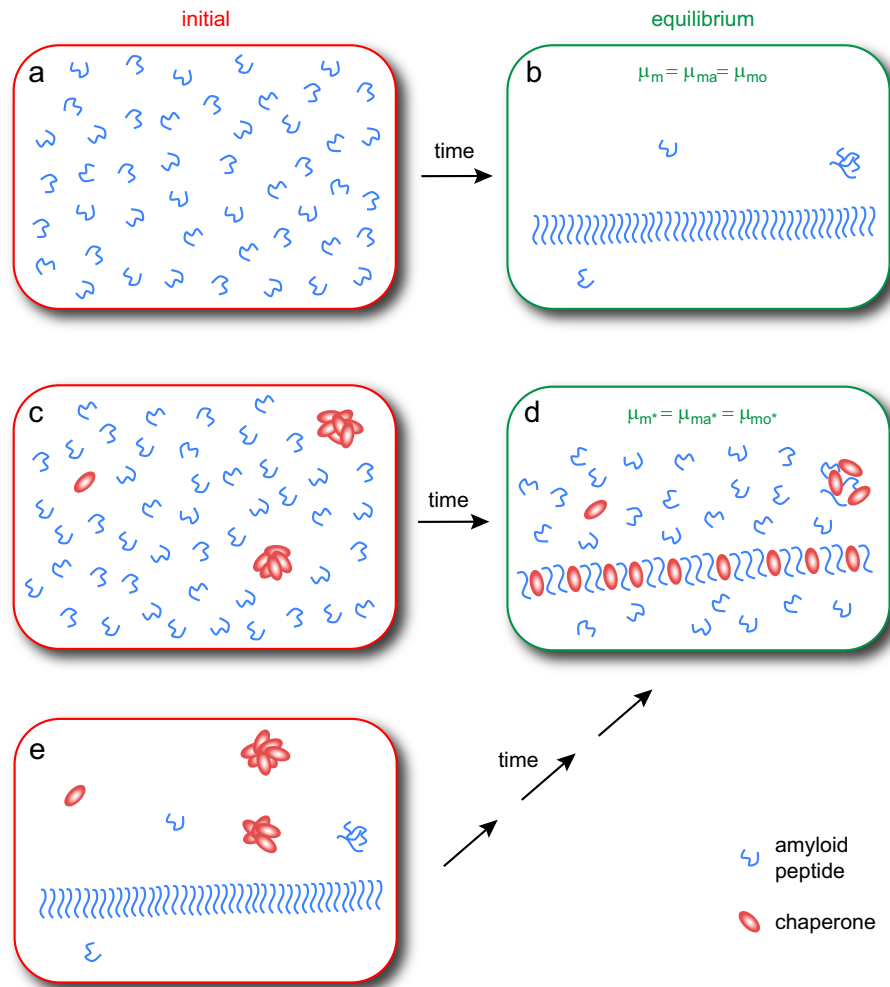 initial
equilibrium
a
b
μm = μma = μmo
time
c
d
μm* = μma* = μmo*
time
e
time
amyloid
peptide
chaperone